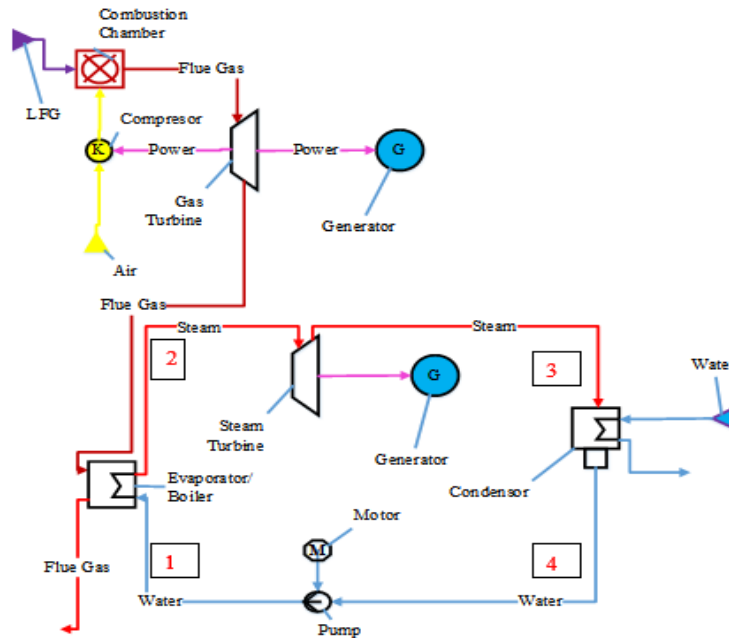 Combustion
Chamber
Flue Gas
LFG
Compresor
K
Power
Power
G
Gas
Turbine
Generator
Air
Flue Gas
Steam
Steam
2
3
G
Water
Steam
Turbine
Generator
Evaporator/
Boiler
Condensor
Motor
M
1
4
Flue Gas
Water
Water
Pump